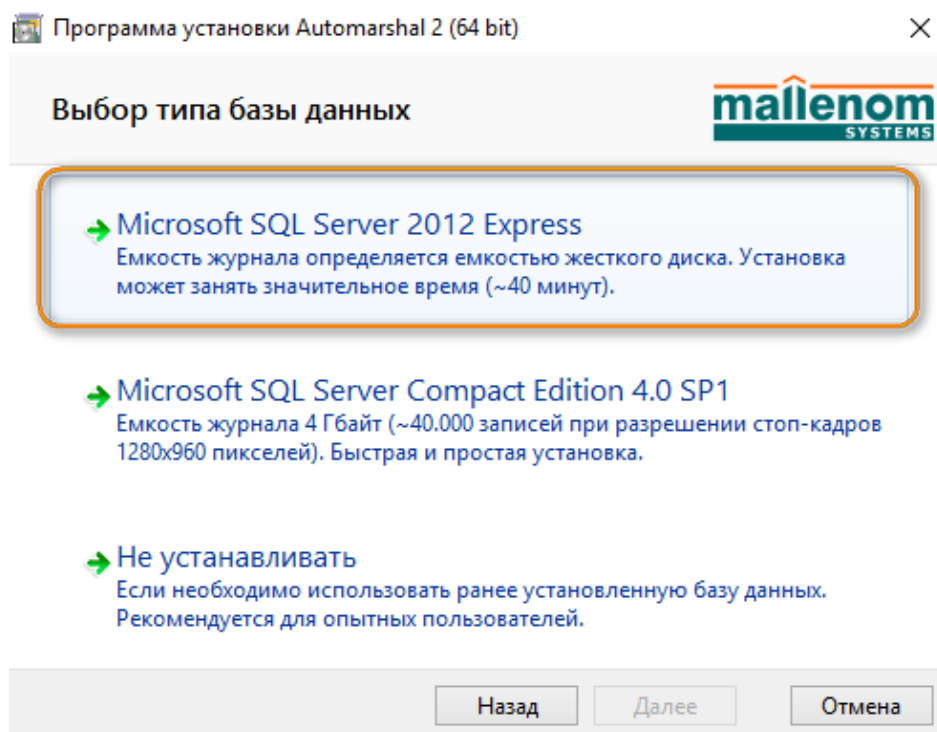 Программа установки Automarshal 2 (64 bit)
Выбор типа базы данных
mallenom
SYSTEMS
Microsoft SQL Server 2012 Express
Емкость журнала определяется емкостью жесткого диска. Установка
может занять значительное время (~40 минут).
Microsoft SQL Server Compact Edition 4.0 SP1
Емкость журнала 4 Гбайт (~40.000 записей при разрешении стоп-кадров
1280x960 пикселей). Быстрая и простая установка.
Не устанавливать
Если необходимо использовать ранее установленную базу данных.
Рекомендуется для опытных пользователей.
Назад Далее Отмена